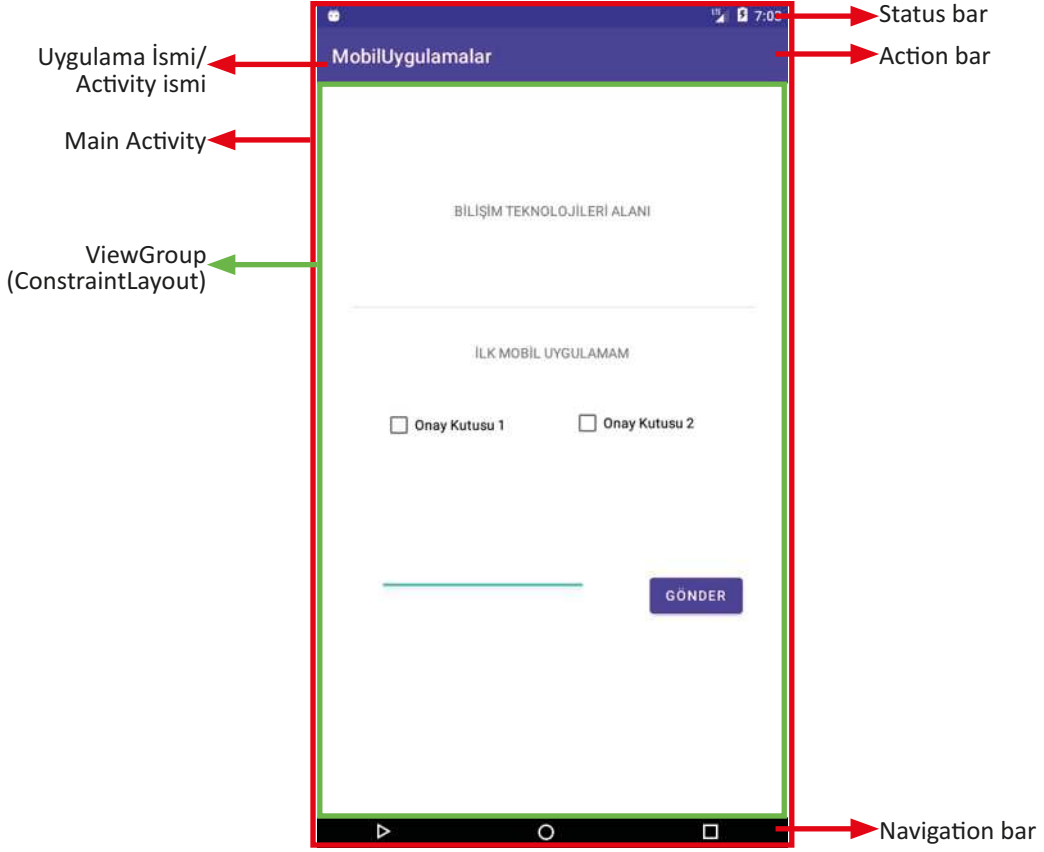 7:03
Status bar
Uygulama İsmi/
Activity ismi
MobilUygulamalar
Action bar
Main Activity
BİLİŞİM TEKNOLOJİLERİ ALANI
ViewGroup
(ConstraintLayout)
İLK MOBİL UYGULAMAM
Onay Kutusu 1
Onay Kutusu 2
GÖNDER
Navigation bar